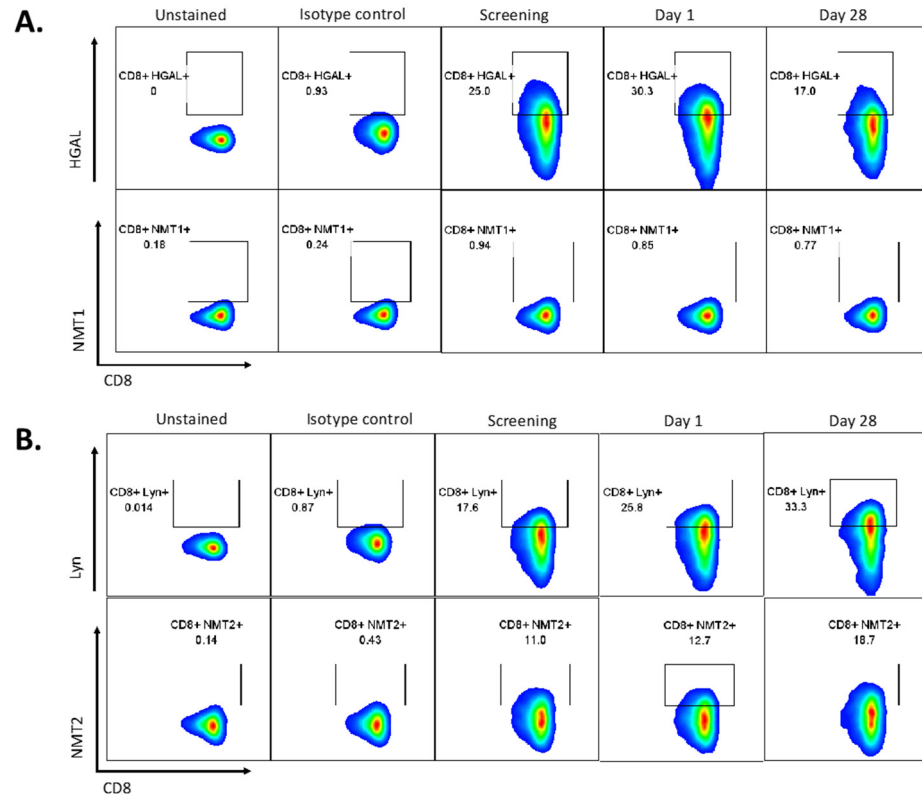 A.
Unstained Isotype control Screening Day 1 Day 28
HGAL
CD8+ HGAL+ CD8+ HGAL+ CD8+ HGAL+ CD8+ HGAL+ CD8+ HGAL+
0 0.93 25.0 30.3 17.0
NMT1
CD8+ NMT1+ CD8+ NMT1+ CD8+ NMT1+ CD8+ NMT1+ CD8+ NMT1+
0.18 0.24 0.94 0.85 0.77
CD8
B.
Unstained Isotype control Screening Day 1 Day 28
Lyn
CD8+ Lyn+ CD8+ Lyn+ CD8+ Lyn+ CD8+ Lyn+ CD8+ Lyn+
0.014 0.87 17.6 25.8 33.3
NMT2
CD8+ NMT2+ CD8+ NMT2+ CD8+ NMT2+ CD8+ NMT2+ CD8+ NMT2+
0.14 0.43 11.0 12.7 18.7
CD8